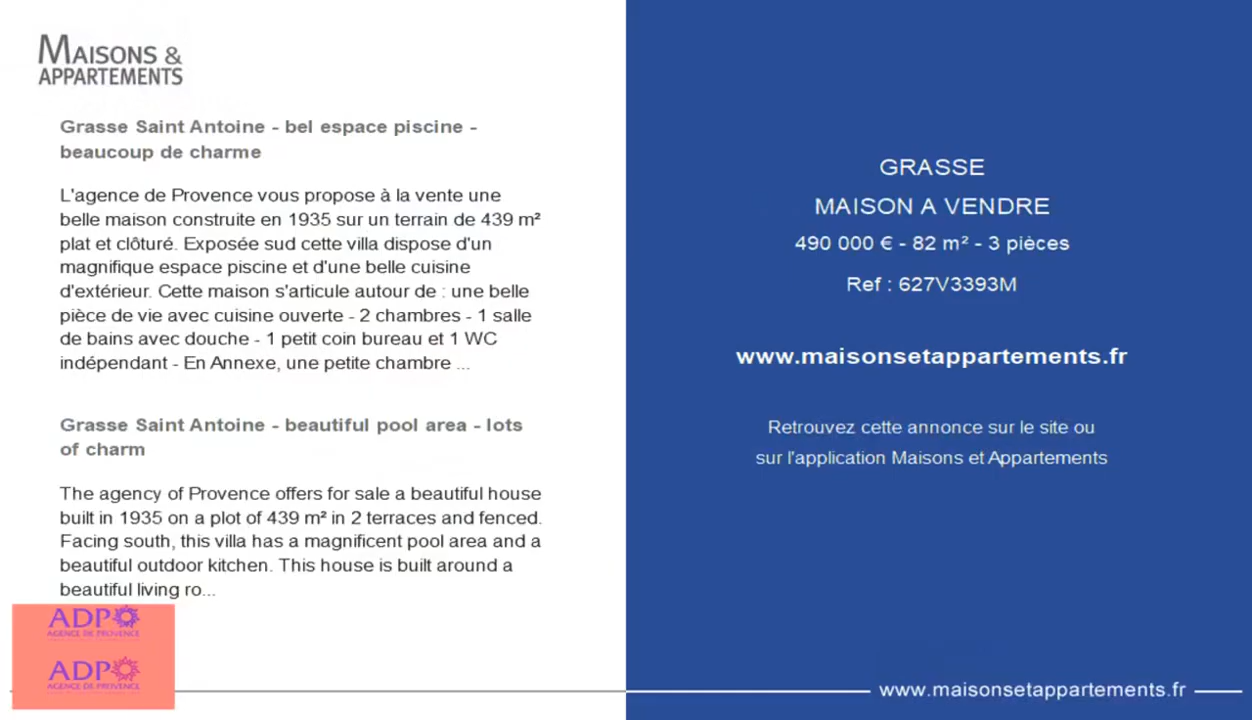 MAISONS &
APPARTEMENTS
Grasse Saint Antoine - bel espace piscine -
beaucoup de charme
L'agence de Provence vous propose à la vente une
belle maison construite en 1935 sur un terrain de 439 m²
plat et clôturé. Exposée sud cette villa dispose d'un
magnifique espace piscine et d'une belle cuisine
d'extérieur. Cette maison s'articule autour de : une belle
pièce de vie avec cuisine ouverte - 2 chambres - 1 salle
de bains avec douche - 1 petit coin bureau et 1 WC
indépendant - En Annexe, une petite chambre ...
Grasse Saint Antoine - beautiful pool area - lots
of charm
The agency of Provence offers for sale a beautiful house
built in 1935 on a plot of 439 m² in 2 terraces and fenced.
Facing south, this villa has a magnificent pool area and a
beautiful outdoor kitchen. This house is built around a
beautiful living ro...
ADP
AGENCE DE PROVENCE
ADP
AGENCE DE PROVENCE
GRASSE
MAISON A VENDRE
490 000 € - 82 m² - 3 pièces
Ref : 627V3393M
www.maisonsetappartements.fr
Retrouvez cette annonce sur le site ou
sur l'application Maisons et Appartements
www.maisonsetappartements.fr